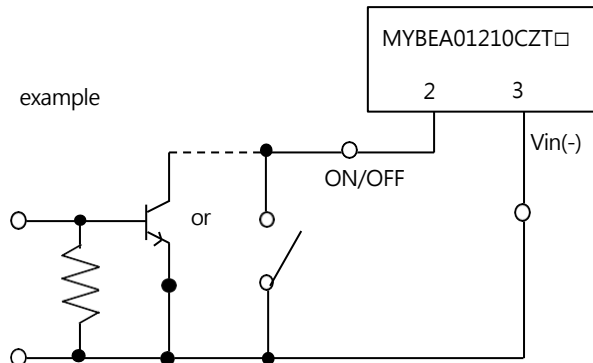 MYBEA01210CZT□
example
2 3
Vin(-)
ON/OFF
or